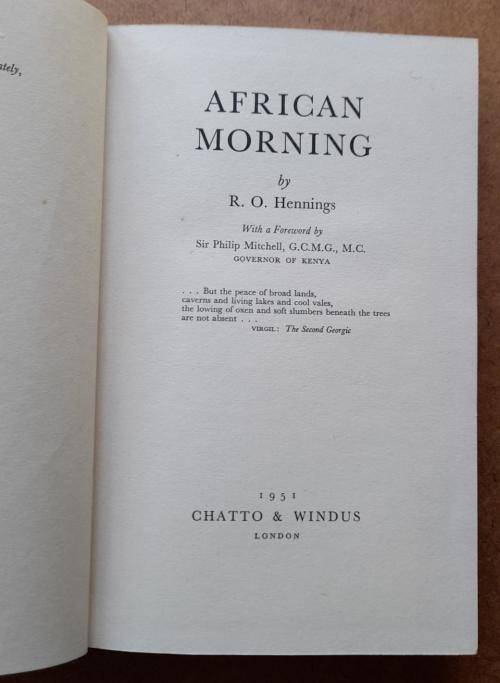 ately,
AFRICAN
MORNING
by
R. O. Hennings
With a Foreword by
Sir Philip Mitchell, G.C.M.G., M.C.
GOVERNOR OF KENYA
. . . But the peace of broad lands,
caverns and living lakes and cool vales,
the lowing of oxen and soft slumbers beneath the trees
are not absent . . .
VIRGIL: The Second Georgic
1951
CHATTO & WINDUS
LONDON